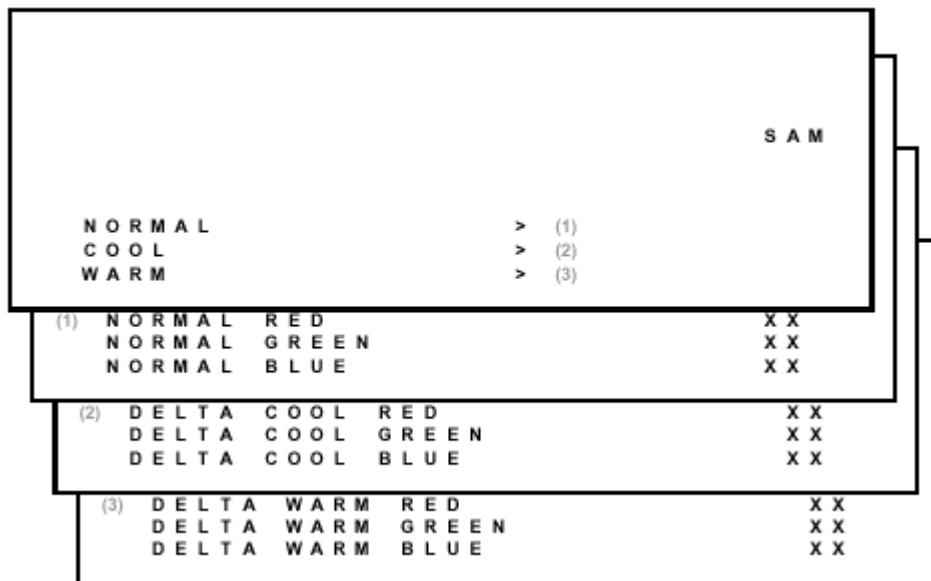 SAM
NORMAL > (1)
COOL > (2)
WARM > (3)
(1) NORMAL RED XX
NORMAL GREEN XX
NORMAL BLUE XX
(2) DELTA COOL RED XX
DELTA COOL GREEN XX
DELTA COOL BLUE XX
(3) DELTA WARM RED XX
DELTA WARM GREEN XX
DELTA WARM BLUE XX